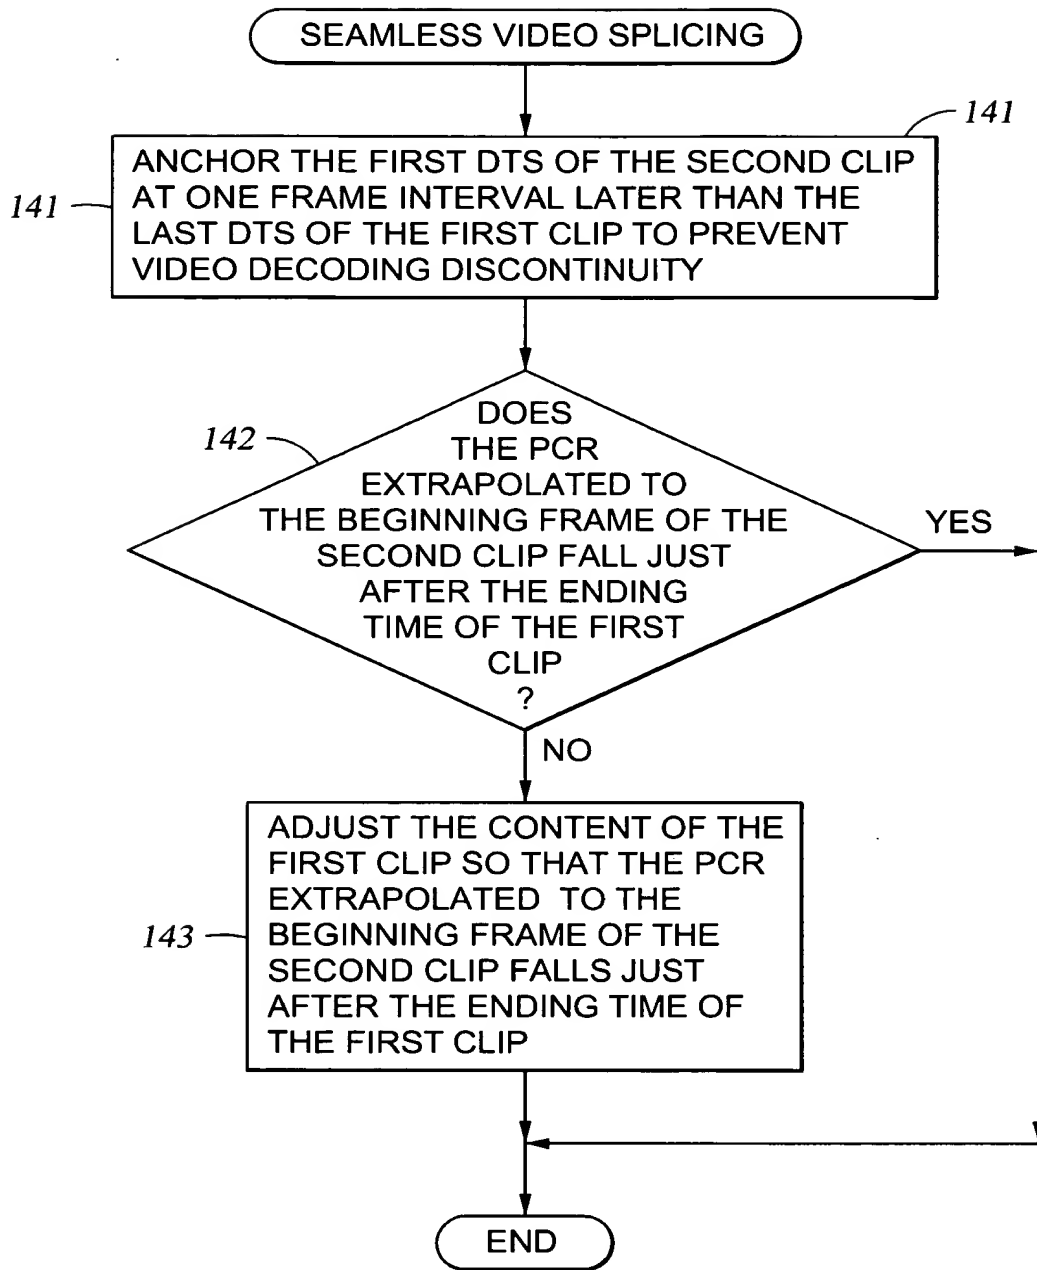 SEAMLESS VIDEO SPLICING
141
141
ANCHOR THE FIRST DTS OF THE SECOND CLIP
AT ONE FRAME INTERVAL LATER THAN THE
LAST DTS OF THE FIRST CLIP TO PREVENT
VIDEO DECODING DISCONTINUITY
142
DOES
THE PCR
EXTRAPOLATED TO
THE BEGINNING FRAME OF THE
SECOND CLIP FALL JUST
AFTER THE ENDING
TIME OF THE FIRST
CLIP
?
YES
NO
143
ADJUST THE CONTENT OF THE
FIRST CLIP SO THAT THE PCR
EXTRAPOLATED TO THE
BEGINNING FRAME OF THE
SECOND CLIP FALLS JUST
AFTER THE ENDING TIME OF
THE FIRST CLIP
END